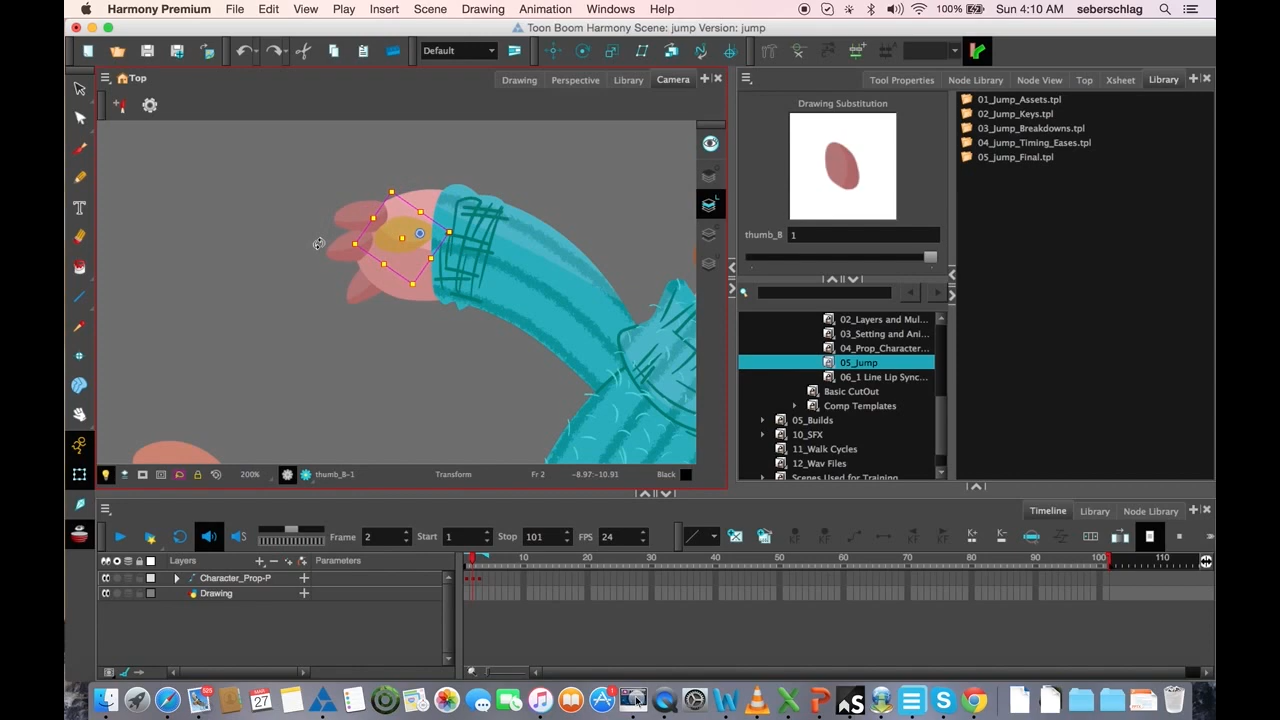 Harmony Premium File Edit View Play Insert Scene Drawing Animation Windows Help 100% Sun 4:10 AM seberschlag
Toon Boom Harmony Scene: jump Version: jump
Default
Top Drawing Perspective Library Camera
Tool Properties Node Library Node View Top Xsheet Library
Drawing Substitution
thumb_B 1
01_Jump_Assets.tpl
02_Jump_Keys.tpl
03_Jump_Breakdowns.tpl
04_Jump_Timing_Eases.tpl
05_Jump_Final.tpl
02_Layers and Mul...
03_Setting and Ani...
04_Prop_Character...
05_Jump
06_1 Line Lip Sync...
Basic CutOut
Comp Templates
05_Builds
10_SFX
11_Walk Cycles
12_Wav Files
Scenes Used for Training
200% thumb_B-1 Transform Fr 2 -8.97:-10.91 Black
Timeline Library Node Library
Frame 2 Start 1 Stop 101 FPS 24
Layers Parameters
10 20 30 40 50 60 70 80 90 100 110
Character_Prop-P
Drawing